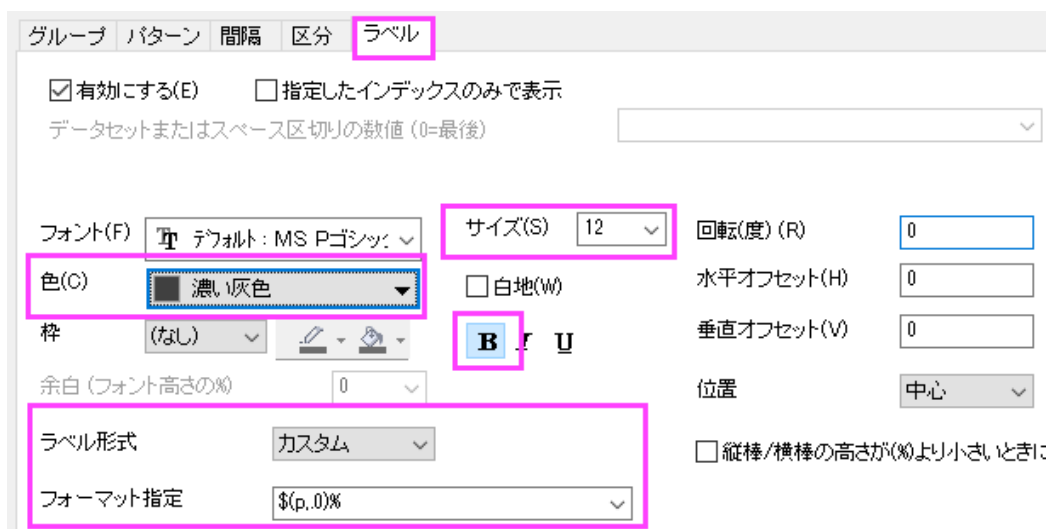 グループ パターン 間隔 区分 ラベル
有効にする(E) 指定したインデックスのみで表示
データセットまたはスペース区切りの数値 (0=最後)
フォント(F) デフォルト : MS Pゴシック サイズ(S) 12 回転(度) (R) 0
色(C) 濃い灰色 白地(W) 水平オフセット(H) 0
枠 (なし) B I U 垂直オフセット(V) 0
余白 (フォント高さの%) 0 位置 中心
ラベル形式 カスタム 縦棒/横棒の高さが(%)より小さいときに
フォーマット指定 $(p,.0)%